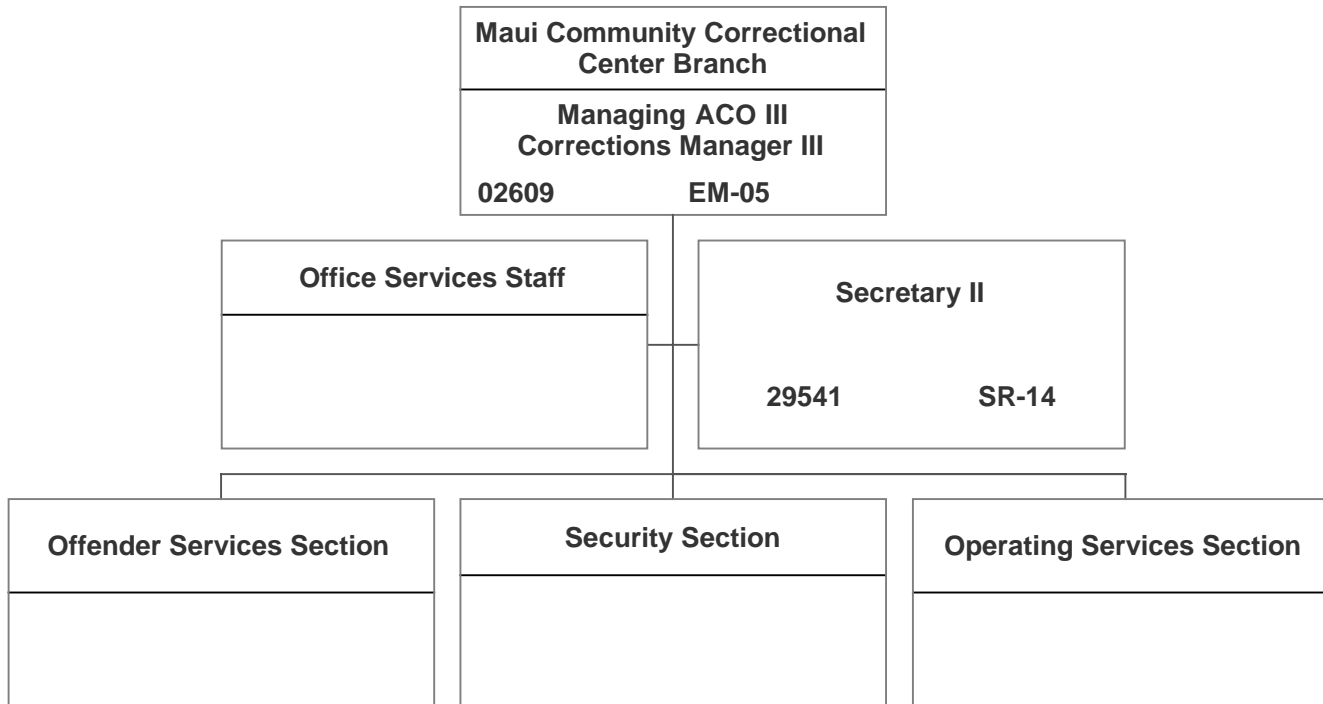 Maui Community Correctional
Center Branch
Managing ACO III
Corrections Manager III
02609 EM-05
Office Services Staff
Secretary II
29541 SR-14
Offender Services Section
Security Section
Operating Services Section